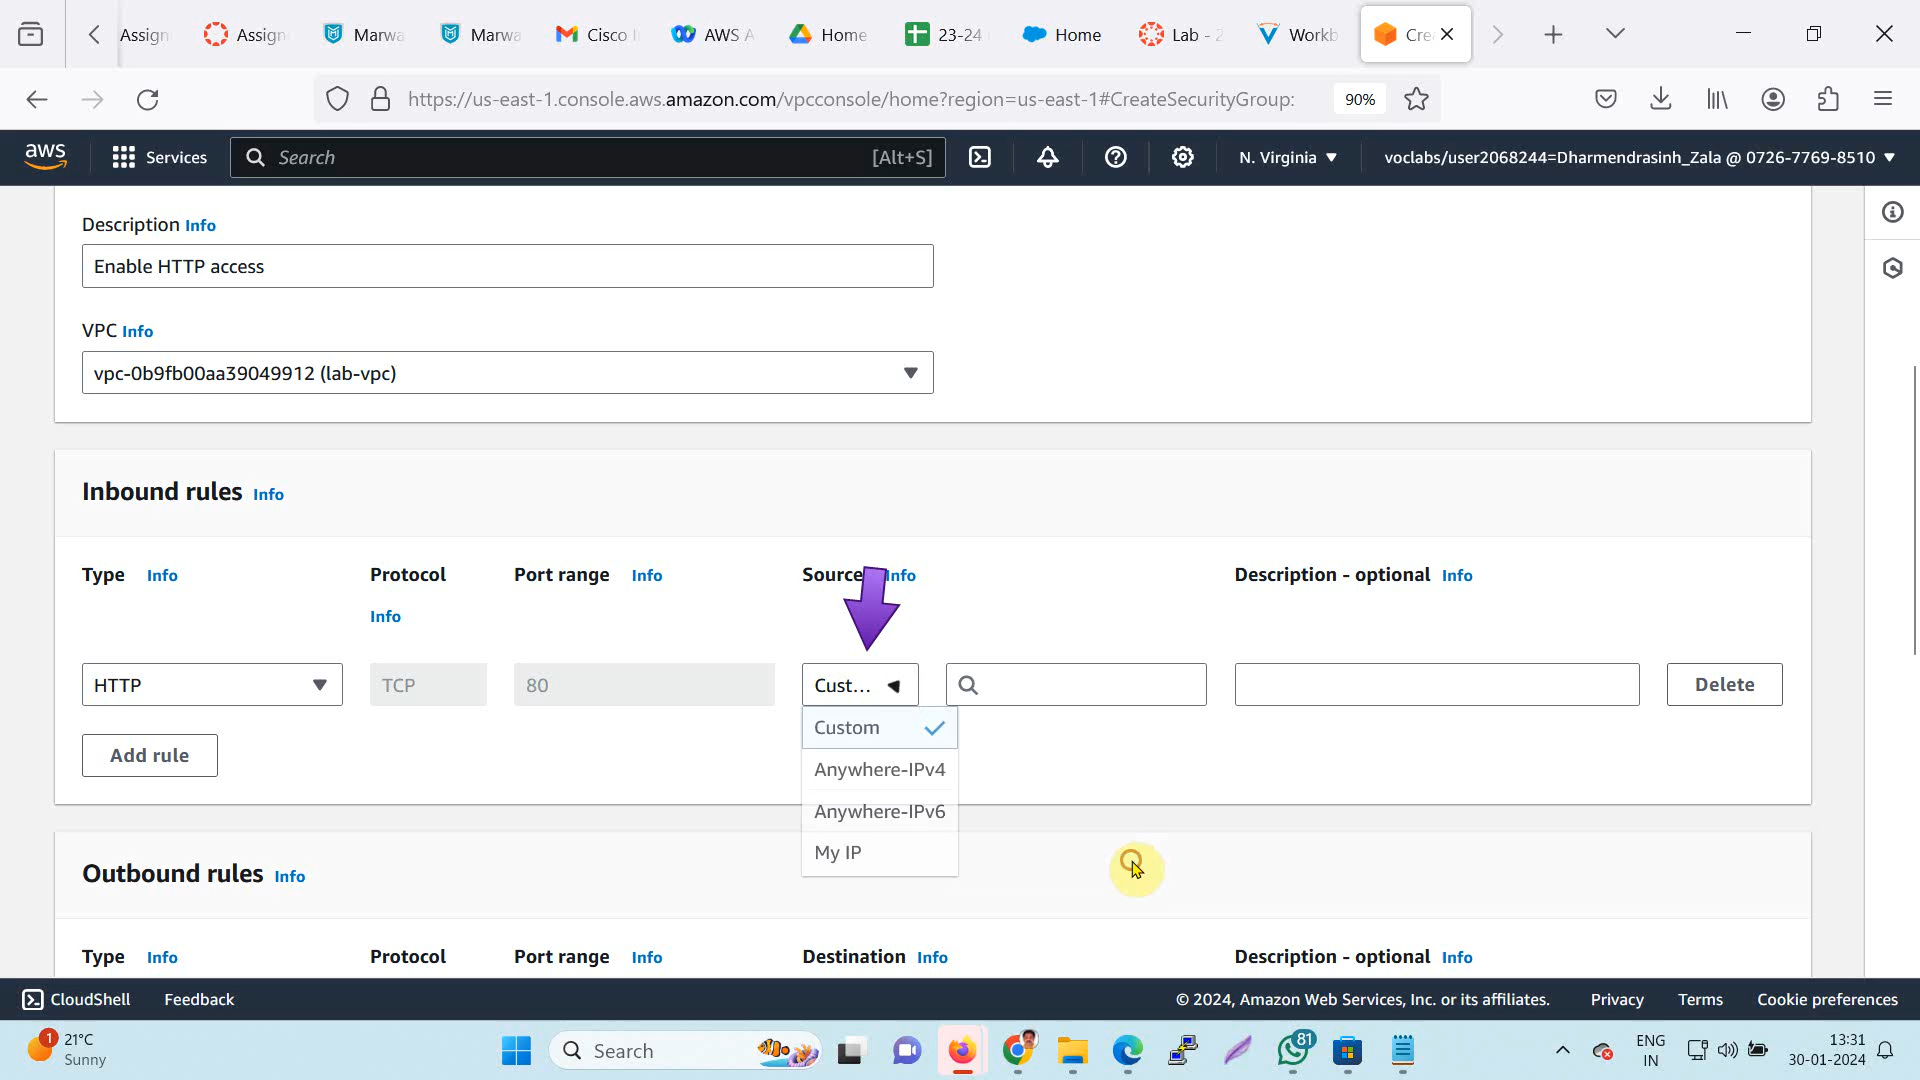 Assign
Assign
Marwa
Marwa
Cisco I
AWS A
Home
23-24
Home
Lab - 2
Workb
Cre
https://us-east-1.console.aws.amazon.com/vpcconsole/home?region=us-east-1#CreateSecurityGroup:
90%
aws
Services
Search
[Alt+S]
N. Virginia
voclabs/user2068244=Dharmendrasinh_Zala @ 0726-7769-8510
Description Info
Enable HTTP access
VPC Info
vpc-0b9fb00aa39049912 (lab-vpc)
Inbound rules Info
Type Info
Protocol
Info
Port range Info
Source Info
Description - optional Info
HTTP
TCP
80
Cust...
Delete
Custom
Anywhere-IPv4
Anywhere-IPv6
My IP
Add rule
Outbound rules Info
Type Info
Protocol
Port range Info
Destination Info
Description - optional Info
CloudShell
Feedback
© 2024, Amazon Web Services, Inc. or its affiliates.
Privacy
Terms
Cookie preferences
1
21°C
Sunny
Search
81
ENG
IN
13:31
30-01-2024